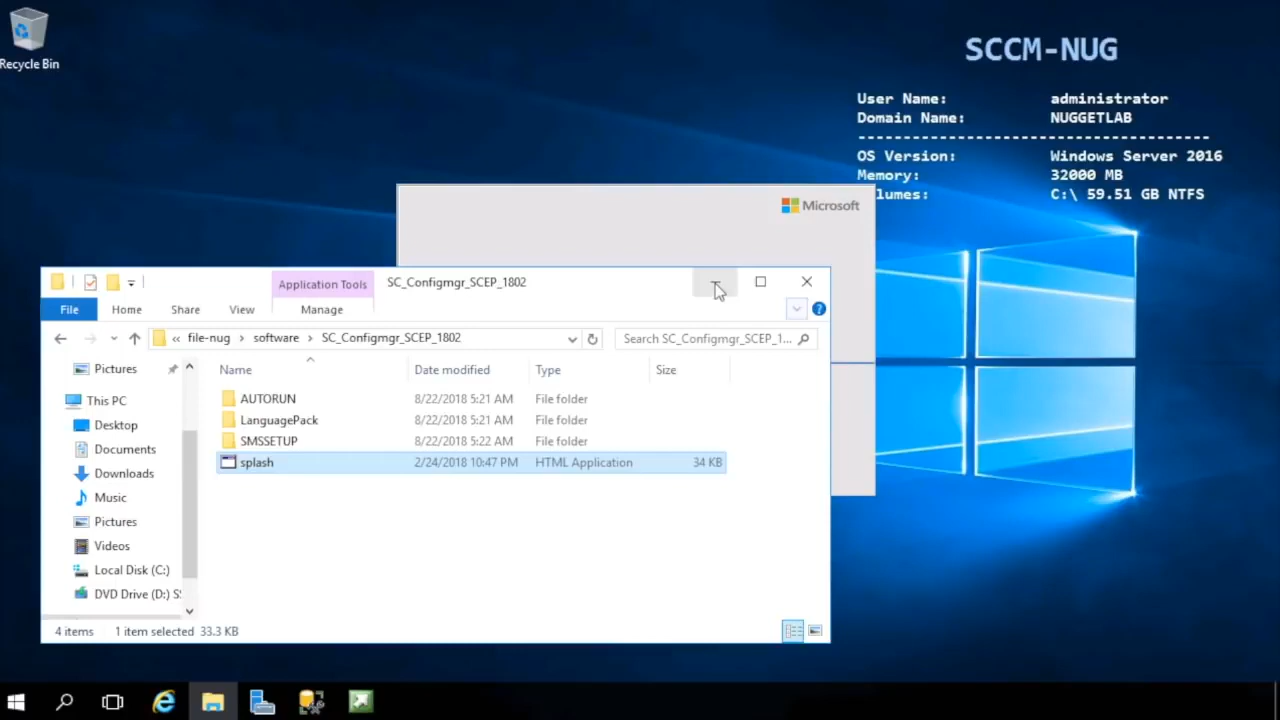 Recycle Bin
SCCM-NUG
User Name: administrator
Domain Name: NUGGETLAB
--------------------------------------
OS Version: Windows Server 2016
Memory: 32000 MB
lumes: C:\ 59.51 GB NTFS
Microsoft
Application Tools SC_Configmgr_SCEP_1802
File Home Share View Manage
« file-nug › software › SC_Configmgr_SCEP_1802 Search SC_Configmgr_SCEP_1...
Name Date modified Type Size
AUTORUN 8/22/2018 5:21 AM File folder
LanguagePack 8/22/2018 5:21 AM File folder
SMSSETUP 8/22/2018 5:22 AM File folder
splash 2/24/2018 10:47 PM HTML Application 34 KB
Pictures
This PC
Desktop
Documents
Downloads
Music
Pictures
Videos
Local Disk (C:)
DVD Drive (D:) S
4 items 1 item selected 33.3 KB